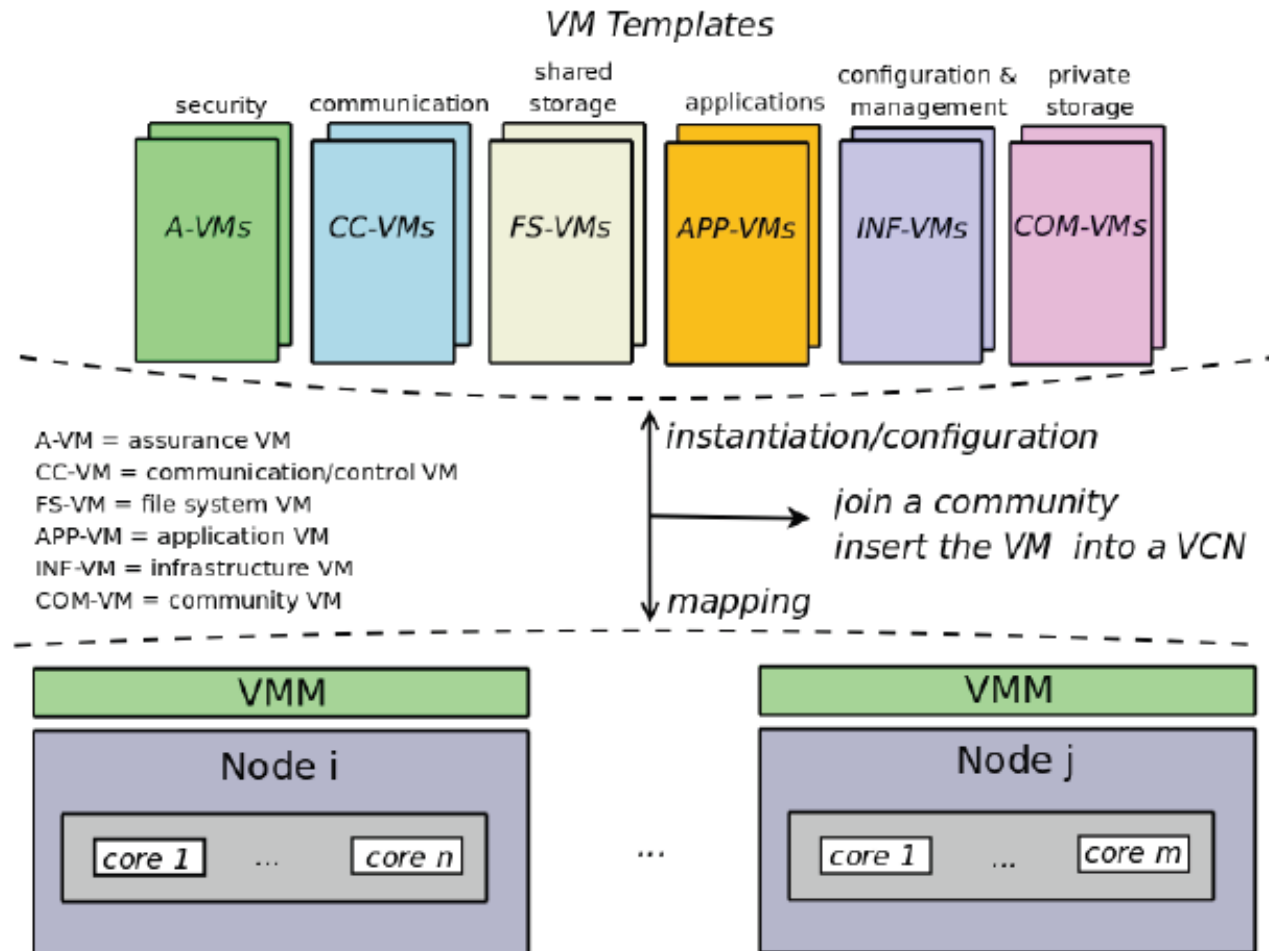 VM Templates
security
communication
shared
storage
applications
configuration &
management
private
storage
A-VMs
CC-VMs
FS-VMs
APP-VMs
INF-VMs
COM-VMs
A-VM = assurance VM
CC-VM = communication/control VM
FS-VM = file system VM
APP-VM = application VM
INF-VM = infrastructure VM
COM-VM = community VM
instantiation/configuration
join a community
insert the VM into a VCN
mapping
VMM
Node i
core 1 ... core n
...
VMM
Node j
core 1 ... core m